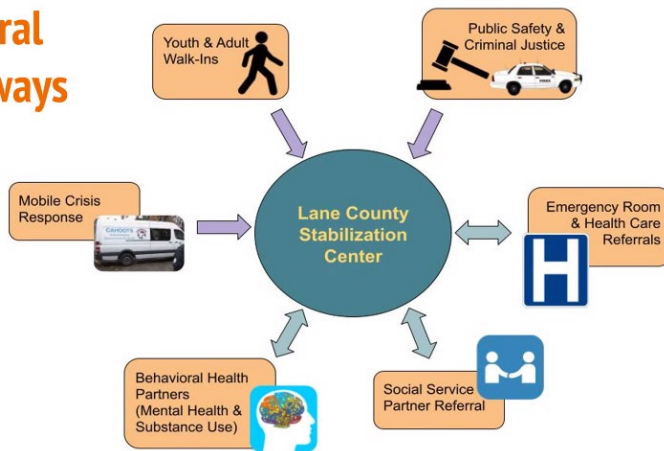 ral
ways
Youth & Adult
Walk-Ins
Public Safety &
Criminal Justice
Mobile Crisis
Response
CAHOOTS
Lane County
Stabilization
Center
Emergency Room
& Health Care
Referrals
H
Behavioral Health
Partners
(Mental Health &
Substance Use)
Social Service
Partner Referral